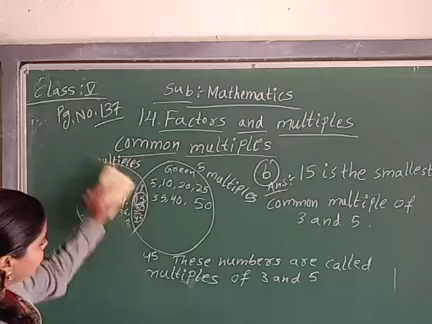 Class:V
Sub:- Mathematics
Pg.No.137
14. Factors and multiples
Common multiples
multiples
Green
5 multiples
5, 10, 20, 25
35, 40, 50
(b) Ans:- 15 is the smallest
Common multiple of
3 and 5.
45 These numbers are called
multiples of 3 and 5